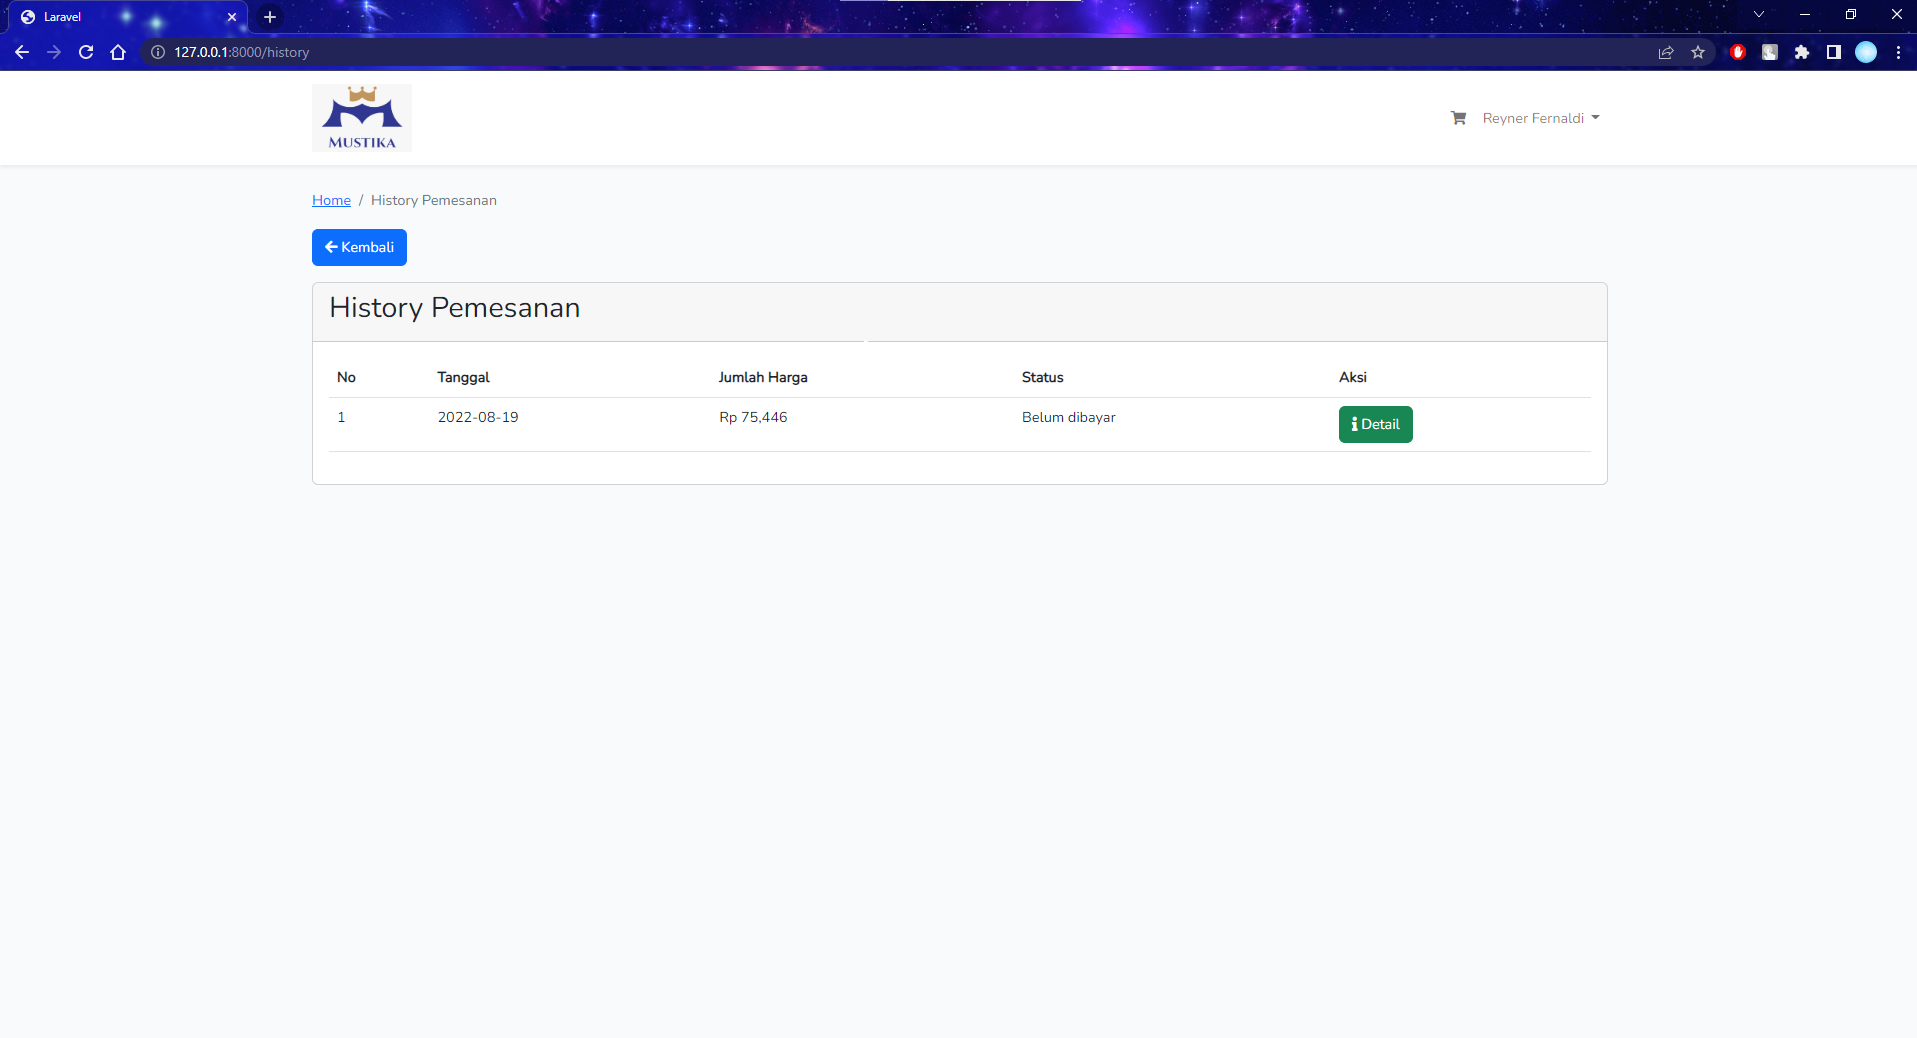 Laravel
127.0.0.1:8000/history
MUSTIKA
Reyner Fernaldi
Home / History Pemesanan
Kembali
History Pemesanan
No Tanggal Jumlah Harga Status Aksi
1 2022-08-19 Rp 75,446 Belum dibayar Detail